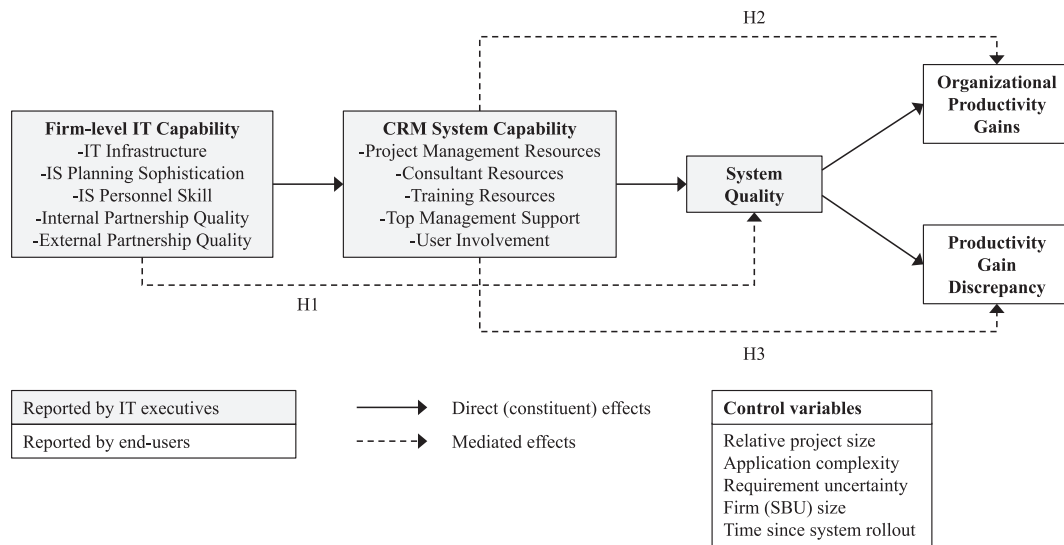 H2
Organizational
Productivity
Gains
Firm-level IT Capability
-IT Infrastructure
-IS Planning Sophistication
-IS Personnel Skill
-Internal Partnership Quality
-External Partnership Quality
CRM System Capability
-Project Management Resources
-Consultant Resources
-Training Resources
-Top Management Support
-User Involvement
System
Quality
Productivity
Gain
Discrepancy
H1
H3
Reported by IT executives
Reported by end-users
Direct (constituent) effects
Mediated effects
Control variables
Relative project size
Application complexity
Requirement uncertainty
Firm (SBU) size
Time since system rollout